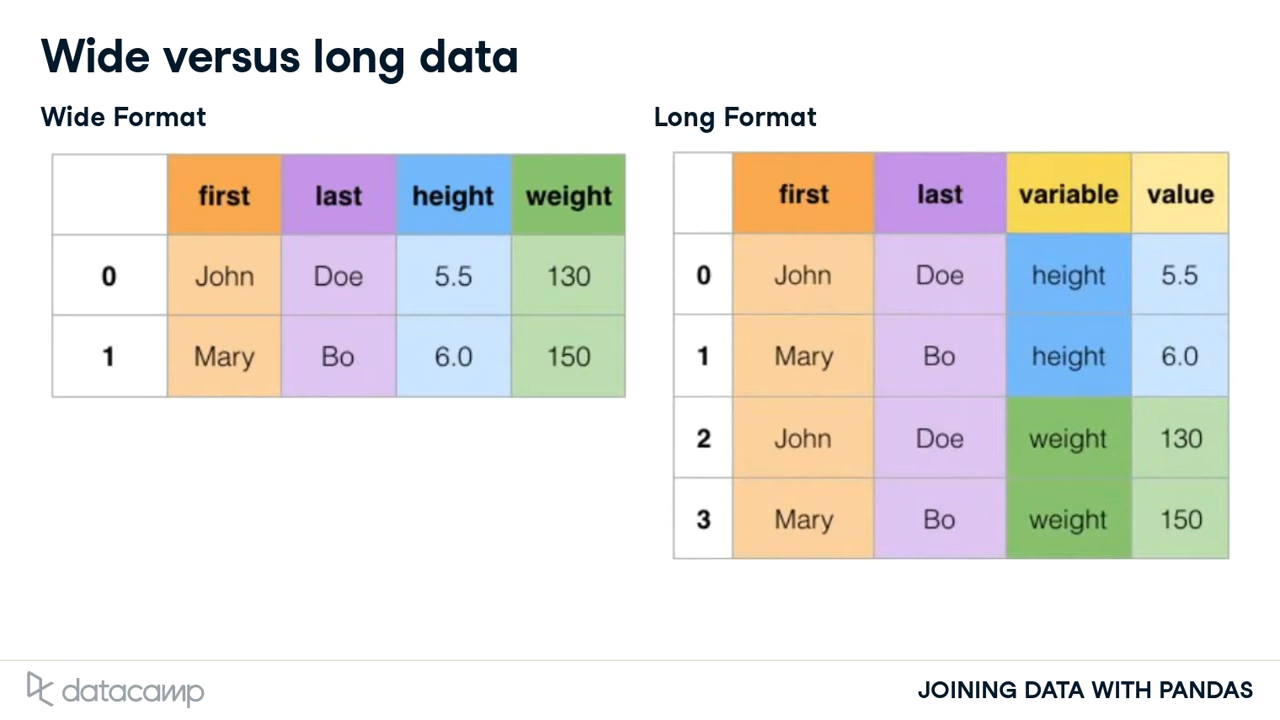 Wide versus long data
Wide Format
first last height weight
0 John Doe 5.5 130
1 Mary Bo 6.0 150
Long Format
first last variable value
0 John Doe height 5.5
1 Mary Bo height 6.0
2 John Doe weight 130
3 Mary Bo weight 150
datacamp
JOINING DATA WITH PANDAS